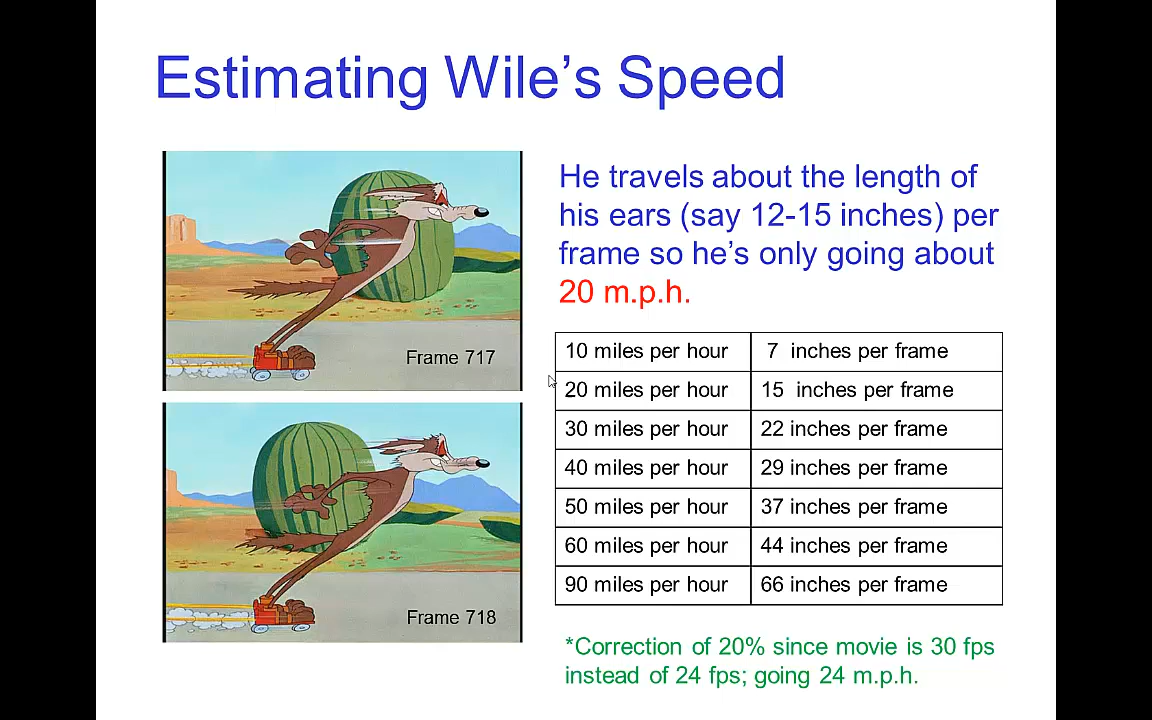 Estimating Wile's Speed
He travels about the length of
his ears (say 12-15 inches) per
frame so he's only going about
20 m.p.h.
Frame 717
Frame 718
10 miles per hour 7 inches per frame
20 miles per hour 15 inches per frame
30 miles per hour 22 inches per frame
40 miles per hour 29 inches per frame
50 miles per hour 37 inches per frame
60 miles per hour 44 inches per frame
90 miles per hour 66 inches per frame
*Correction of 20% since movie is 30 fps
instead of 24 fps; going 24 m.p.h.